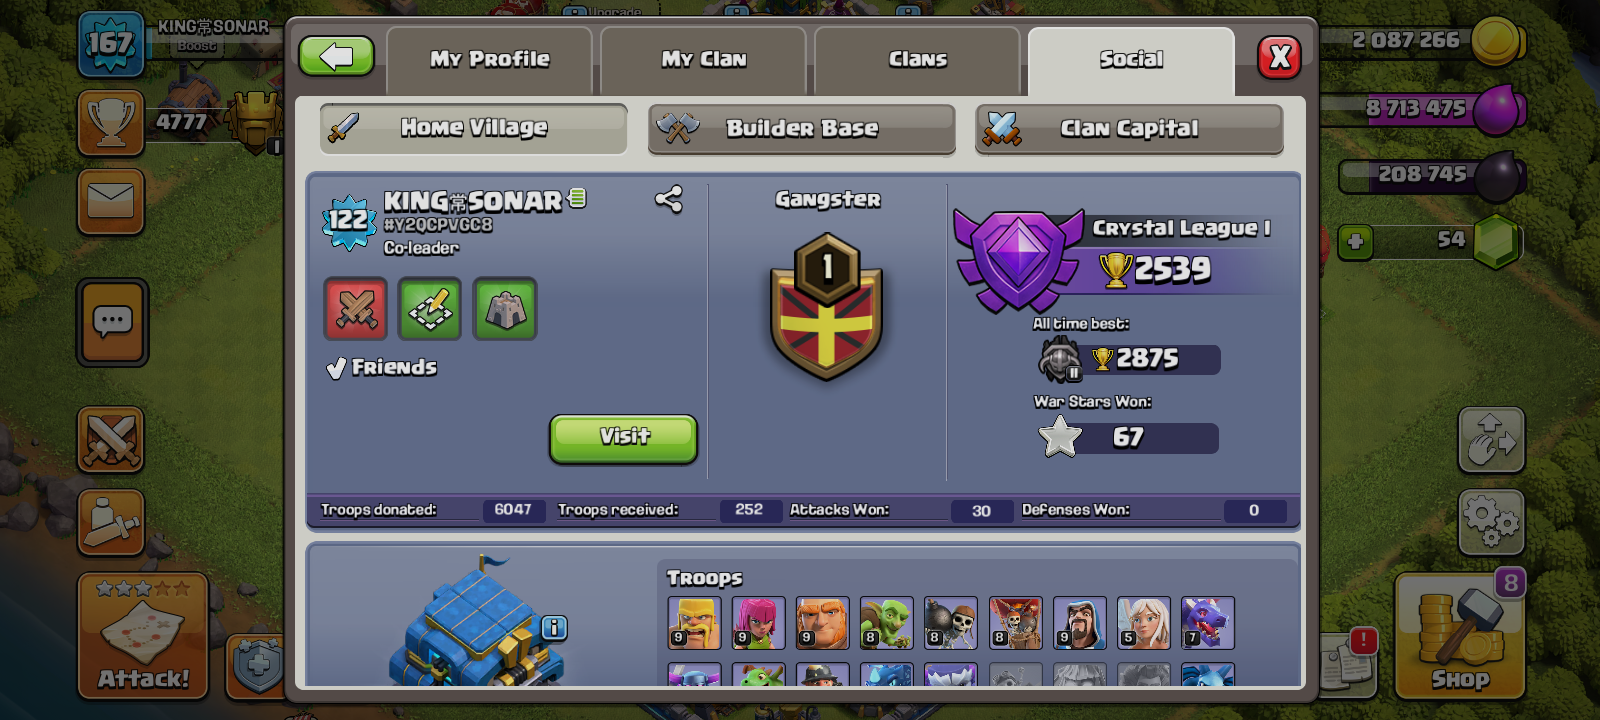 167
KING常SONAR
Boost
Upgrade
My Profile
My Clan
Clans
Social
X
2 087 266
4777
I
8 713 475
208 745
54
Home Village
Builder Base
Clan Capital
122
KING常SONAR
#Y2QCPVGC8
Co-leader
Friends
Visit
Gangster
1
Crystal League I
2539
All time best:
II
2875
War Stars Won:
67
Troops donated: 6047
Troops received: 252
Attacks Won: 30
Defenses Won: 0
i
Troops
9 9 9 8 8 8 9 5 7
Attack!
8
!
Shop